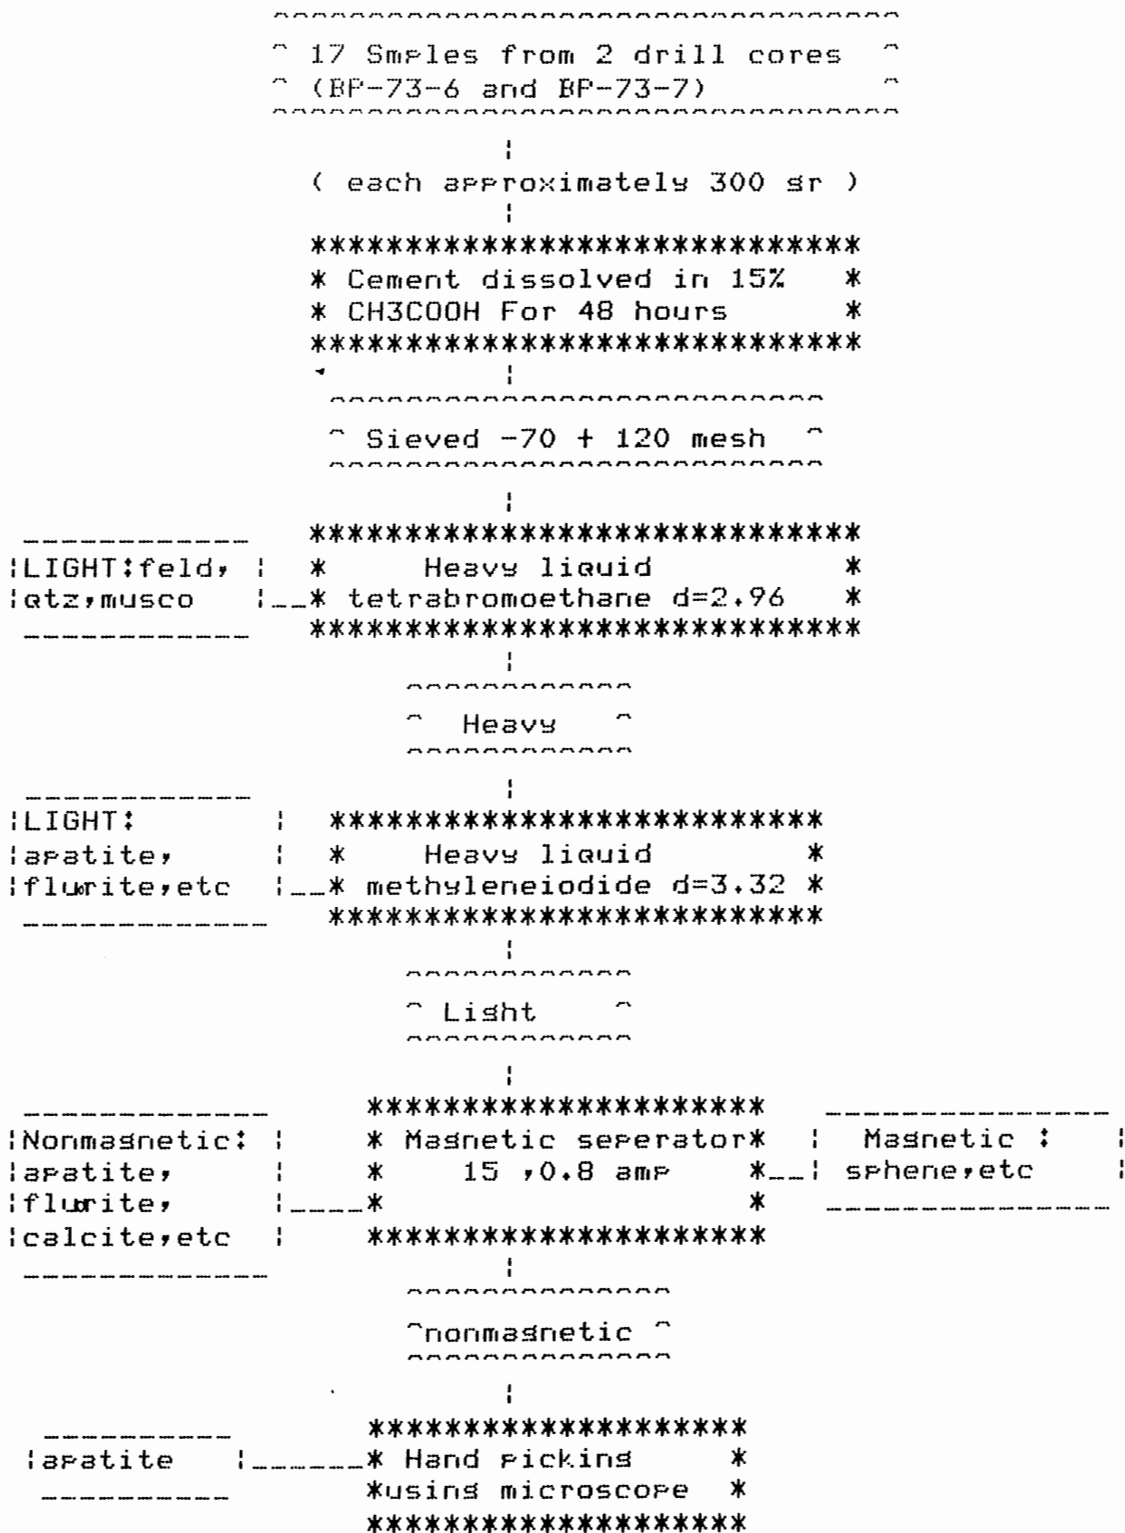 17 Smples from 2 drill cores
(BP-73-6 and BP-73-7)
( each approximately 300 gr )
Cement dissolved in 15%
CH3COOH For 48 hours
Sieved -70 + 120 mesh
LIGHT:feld,
qtz,musco
Heavy liquid
tetrabromoethane d=2.96
Heavy
LIGHT:
apatite,
flurite,etc
Heavy liquid
methyleneiodide d=3.32
Light
Nonmagnetic:
apatite,
flurite,
calcite,etc
Magnetic seperator
15 ,0.8 amp
Magnetic :
sphene,etc
nonmagnetic
apatite
Hand picking
using microscope